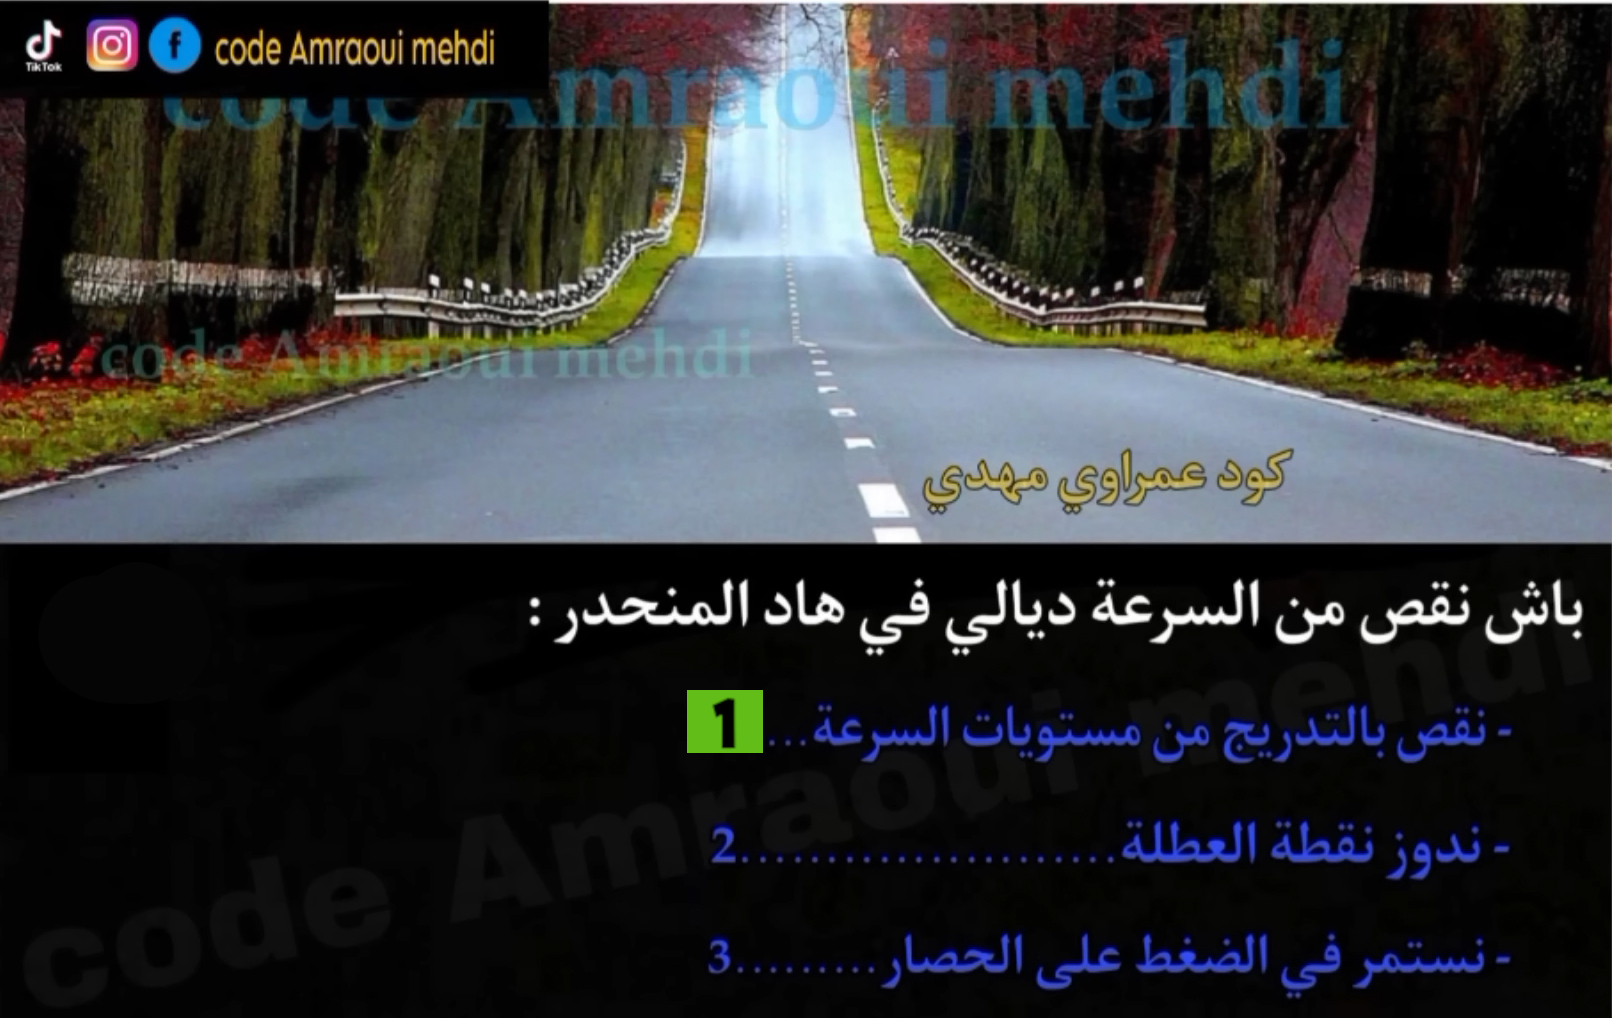 TikTok
code Amraoui mehdi
code Amraoui mehdi
code Amraoui mehdi
كود عمراوي مهدي
باش نقص من السرعة ديالي في هاد المنحدر :
- نقص بالتدريج من مستويات السرعة...1
- ندوز نقطة العطلة......................2
- نستمر في الضغط على الحصار.........3
code Amraoui mehdi